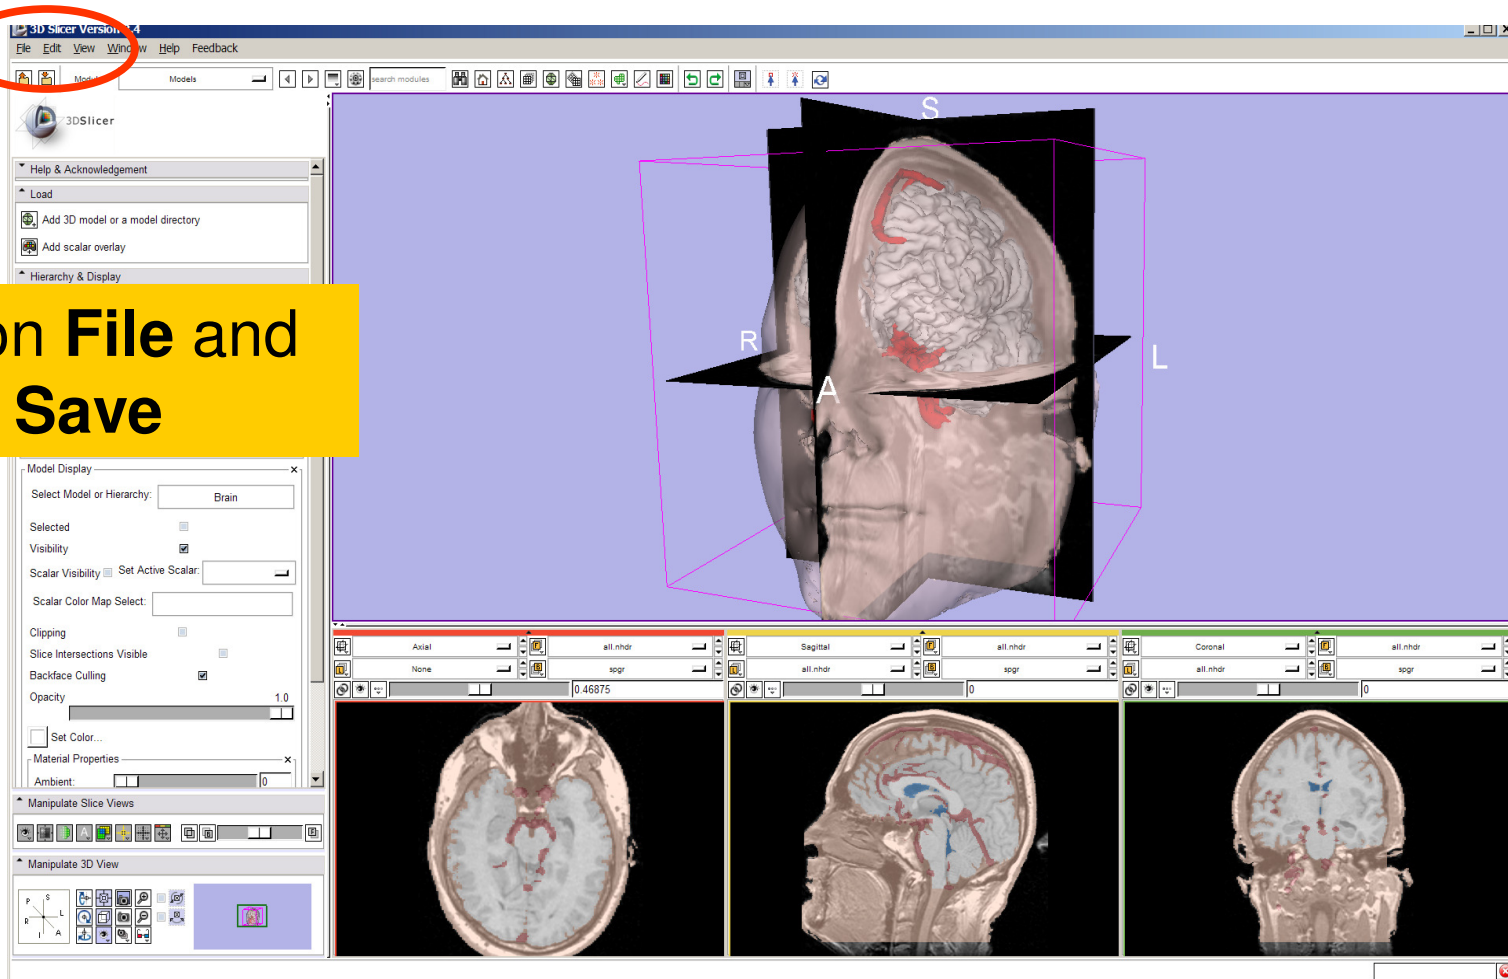 3D Slicer Version 3.4
File Edit View Window Help Feedback
Models search modules
3DSlicer
Help & Acknowledgement
Load
Add 3D model or a model directory
Add scalar overlay
Hierarchy & Display
on File and
Save
Model Display
Select Model or Hierarchy: Brain
Selected
Visibility
Scalar Visibility Set Active Scalar:
Scalar Color Map Select:
Clipping
Slice Intersections Visible
Backface Culling
Opacity 1.0
Set Color...
Material Properties
Ambient: 0
Manipulate Slice Views
Manipulate 3D View
P S
R L
I A
S
R
A
L
Axial all.nhdr
None spgr
0.46875
Sagittal all.nhdr
all.nhdr spgr
0
Coronal all.nhdr
all.nhdr spgr
0